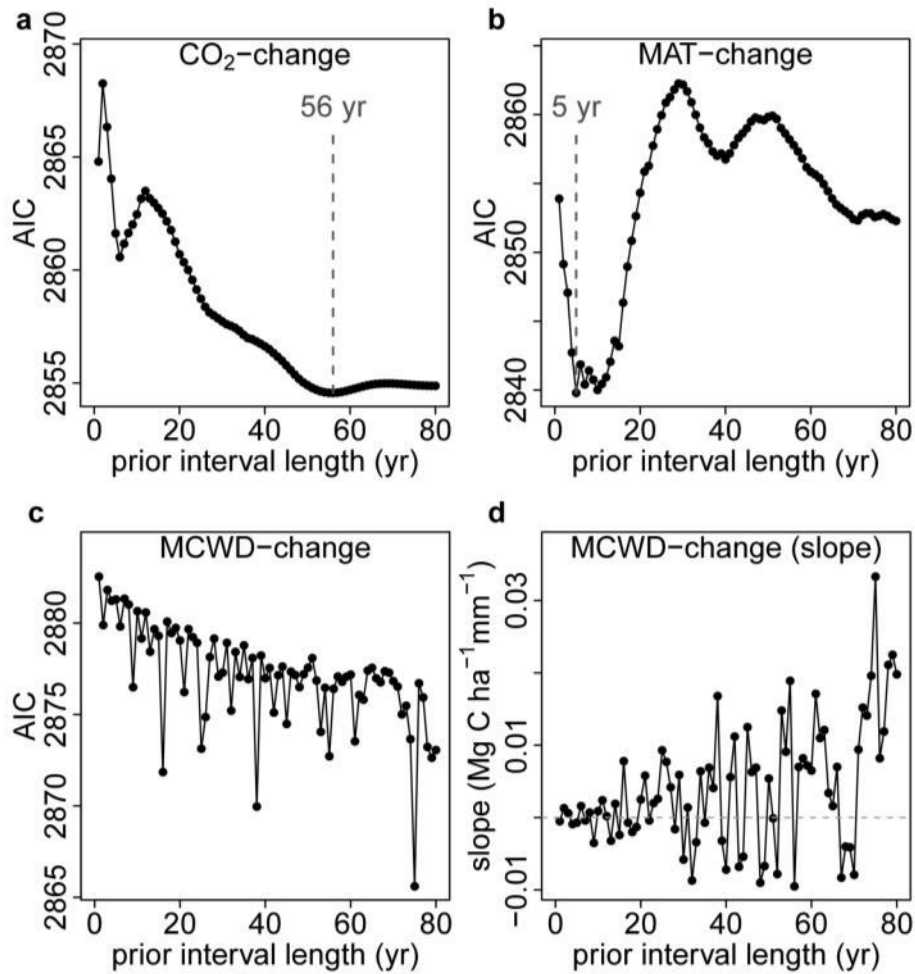 a
CO₂−change
56 yr
AIC
2870
2865
2860
2855
0 20 40 60 80
prior interval length (yr)
b
MAT−change
5 yr
AIC
2860
2850
2840
0 20 40 60 80
prior interval length (yr)
c
MCWD−change
AIC
2880
2875
2870
2865
0 20 40 60 80
prior interval length (yr)
d
MCWD−change (slope)
slope (Mg C ha⁻¹mm⁻¹)
0.03
0.01
−0.01
0 20 40 60 80
prior interval length (yr)